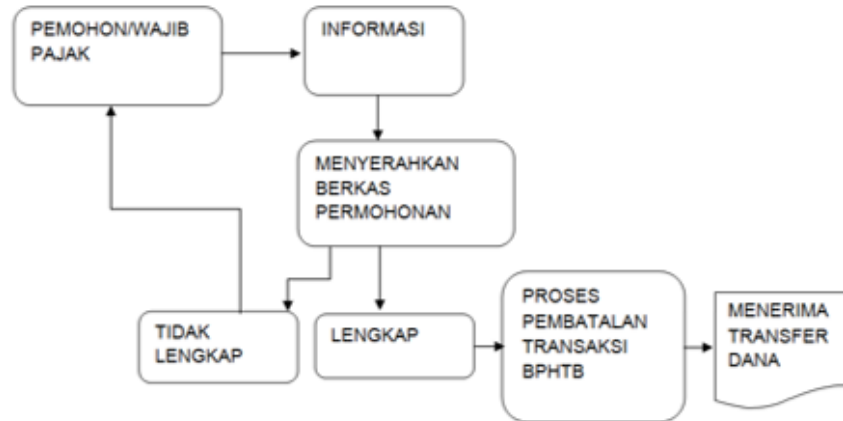 PEMOHON/WAJIB
PAJAK
INFORMASI
MENYERAHKAN
BERKAS
PERMOHONAN
TIDAK
LENGKAP
LENGKAP
PROSES
PEMBATALAN
TRANSAKSI
BPHTB
MENERIMA
TRANSFER
DANA